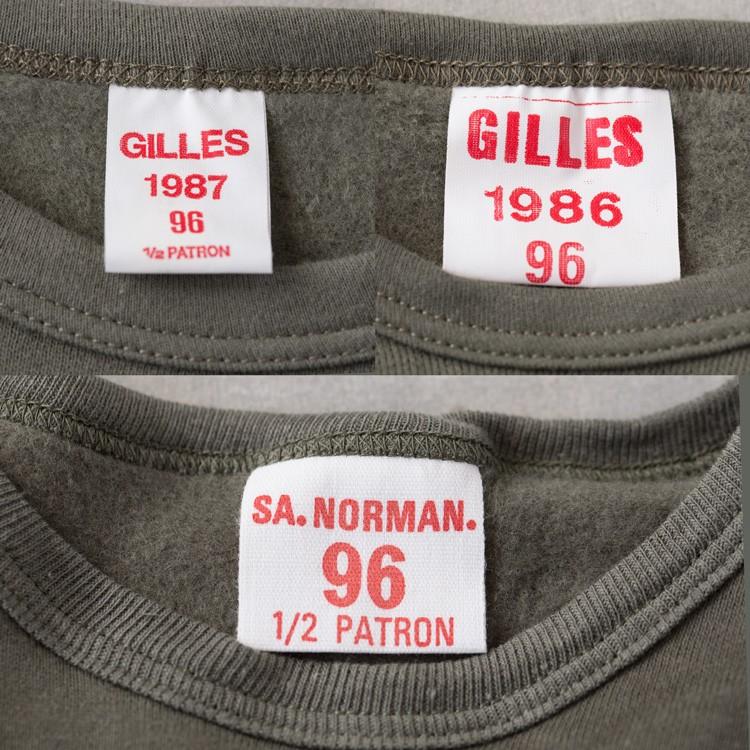 GILLES
1987
96
1/2 PATRON
GILLES
1986
96
SA. NORMAN.
96
1/2 PATRON